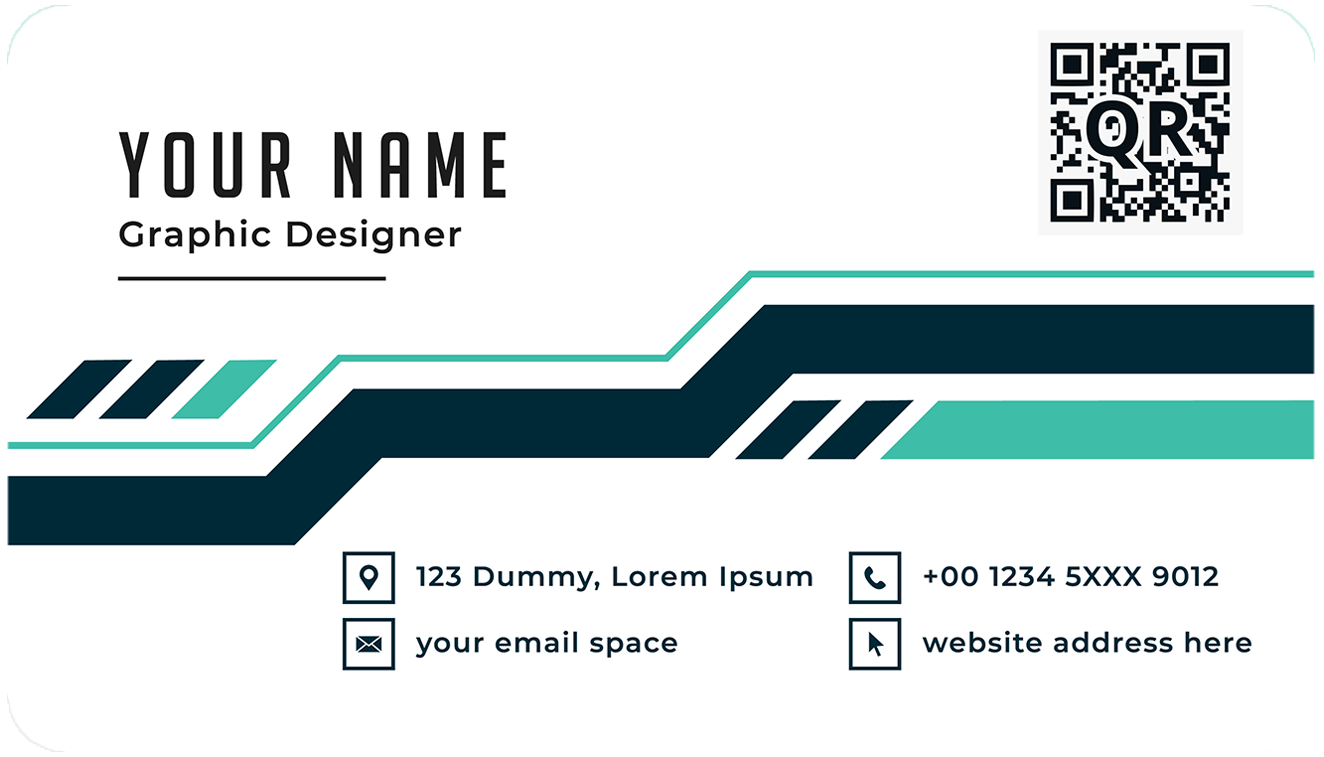 YOUR NAME
Graphic Designer
QR
123 Dummy, Lorem Ipsum
+00 1234 5XXX 9012
your email space
website address here